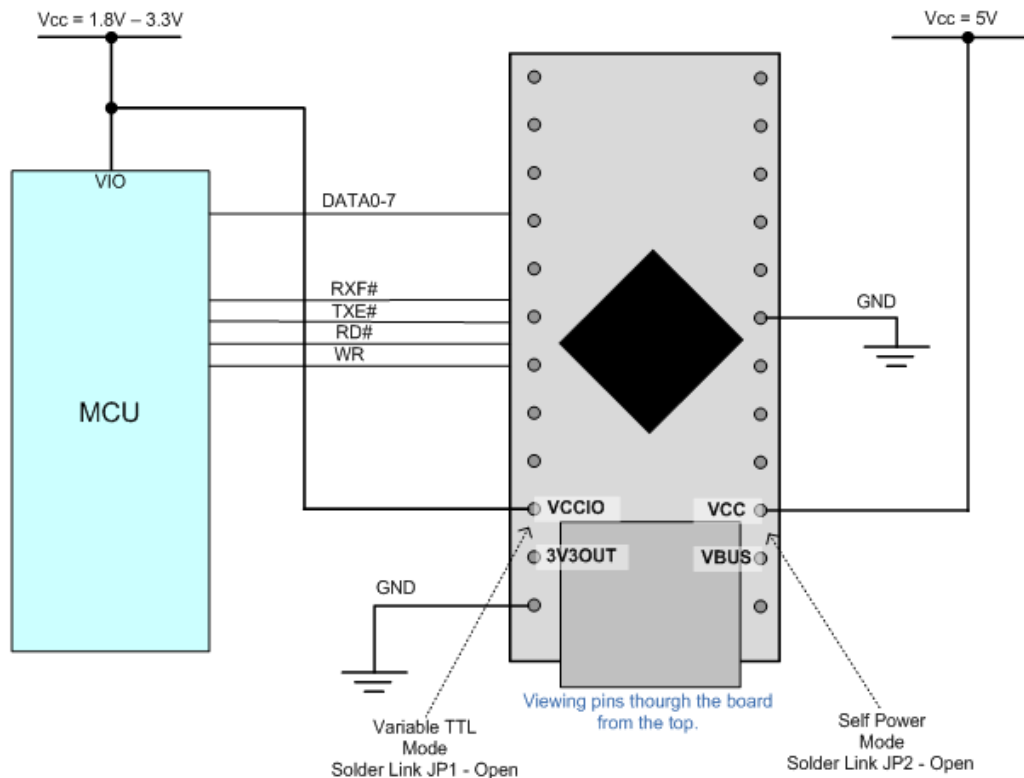 Vcc = 1.8V – 3.3V
Vcc = 5V
VIO
DATA0-7
RXF#
TXE#
RD#
WR
GND
MCU
VCCIO
VCC
3V3OUT
VBUS
GND
Viewing pins thourgh the board
from the top.
Variable TTL
Mode
Solder Link JP1 - Open
Self Power
Mode
Solder Link JP2 - Open